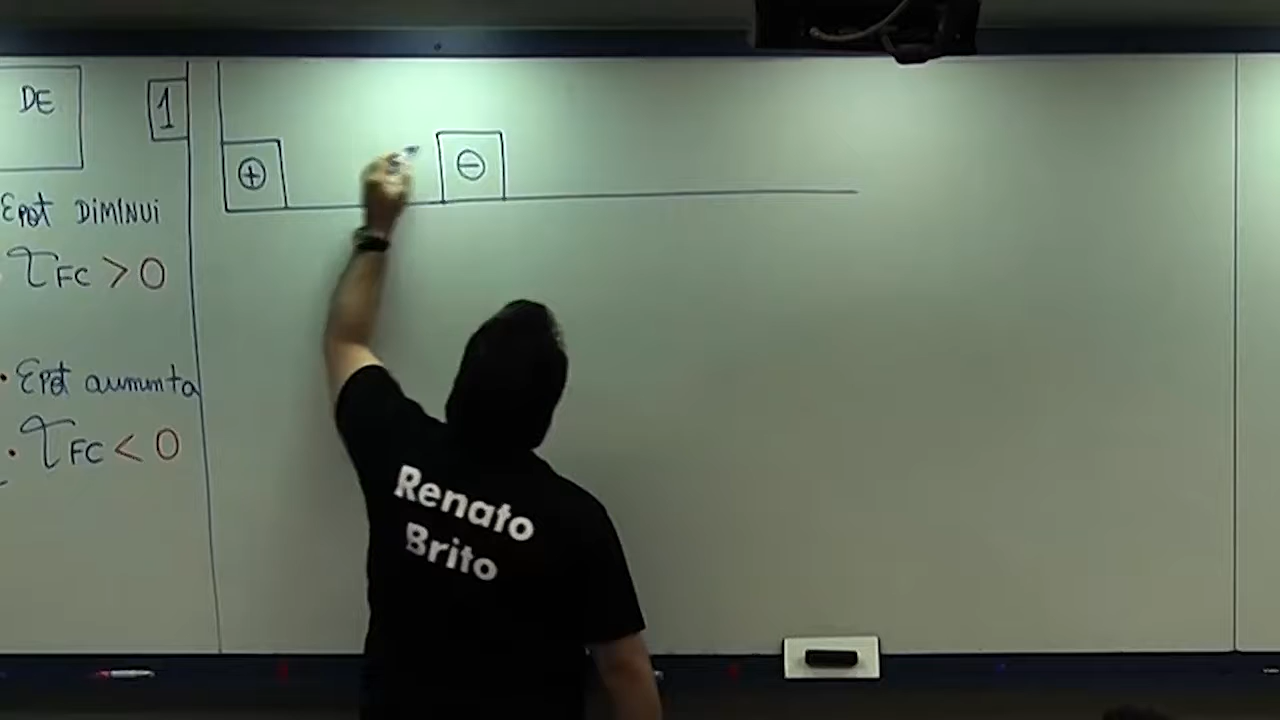 DE
1
Epot DIMINUI
τFC > 0
• Epot aumenta
• τFC < 0
+
−
Renato
Brito